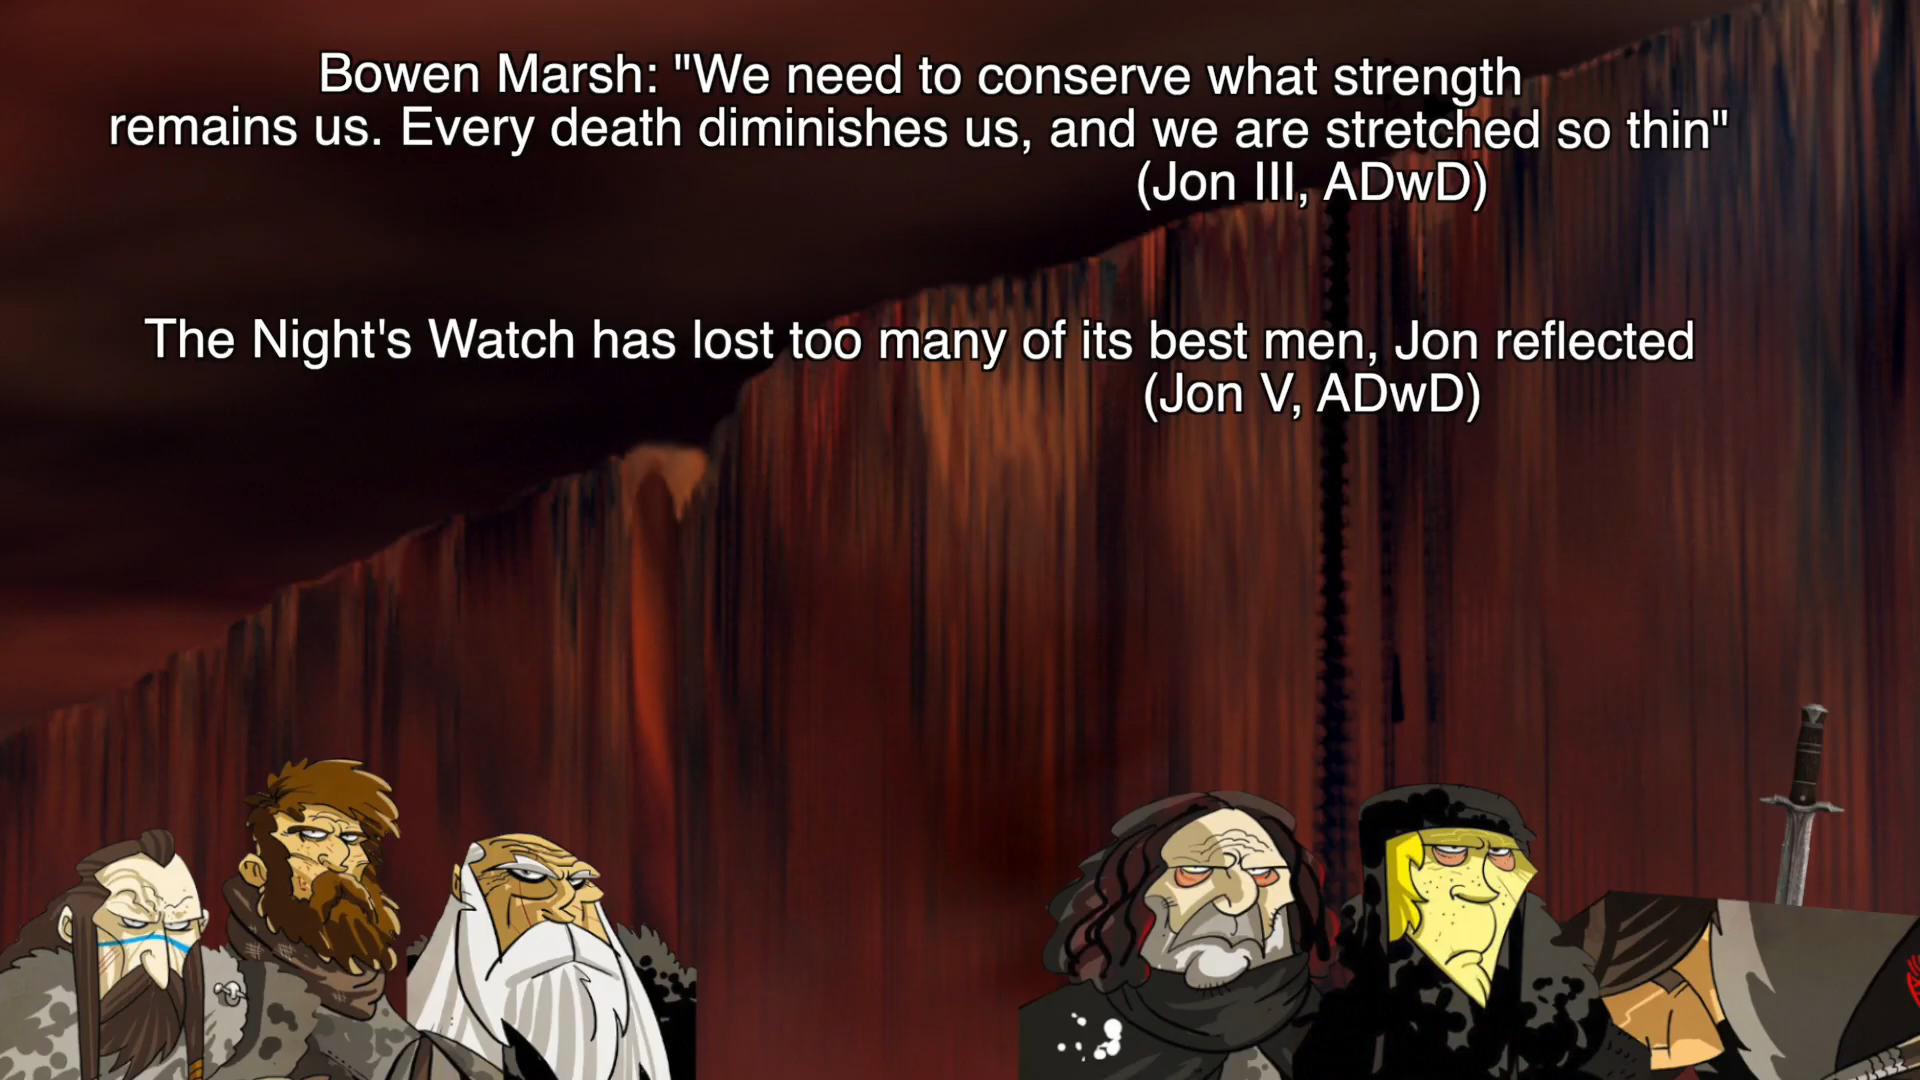 Bowen Marsh: "We need to conserve what strength
remains us. Every death diminishes us, and we are stretched so thin"
(Jon III, ADwD)
The Night's Watch has lost too many of its best men, Jon reflected
(Jon V, ADwD)